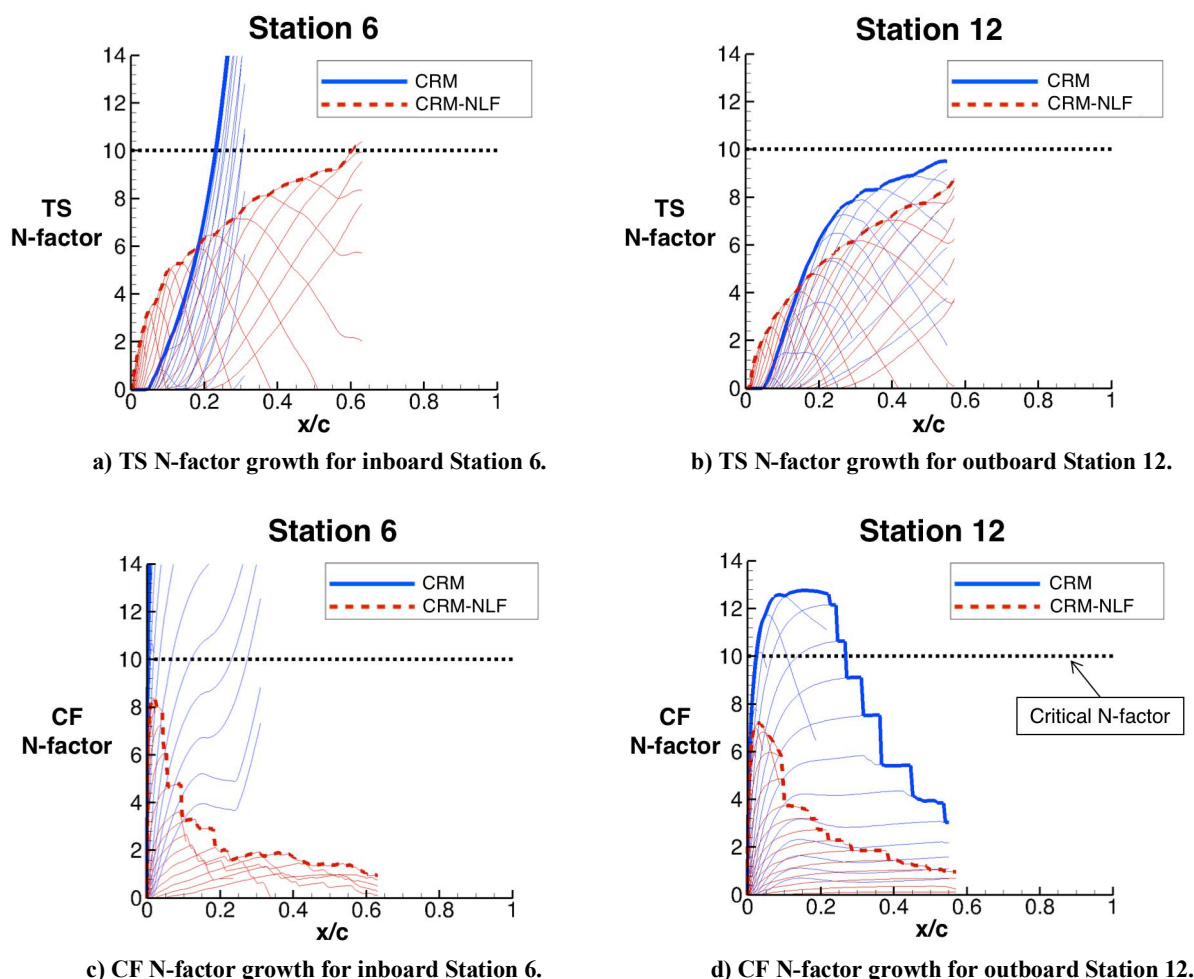 Station 6
14
12
10
8
6
4
2
0
TS
N-factor
CRM
CRM-NLF
0 0.2 0.4 0.6 0.8 1
x/c
a) TS N-factor growth for inboard Station 6.
Station 12
14
12
10
8
6
4
2
0
TS
N-factor
CRM
CRM-NLF
0 0.2 0.4 0.6 0.8 1
x/c
b) TS N-factor growth for outboard Station 12.
Station 6
14
12
10
8
6
4
2
0
CF
N-factor
CRM
CRM-NLF
0 0.2 0.4 0.6 0.8 1
x/c
c) CF N-factor growth for inboard Station 6.
Station 12
14
12
10
8
6
4
2
0
CF
N-factor
CRM
CRM-NLF
Critical N-factor
0 0.2 0.4 0.6 0.8 1
x/c
d) CF N-factor growth for outboard Station 12.